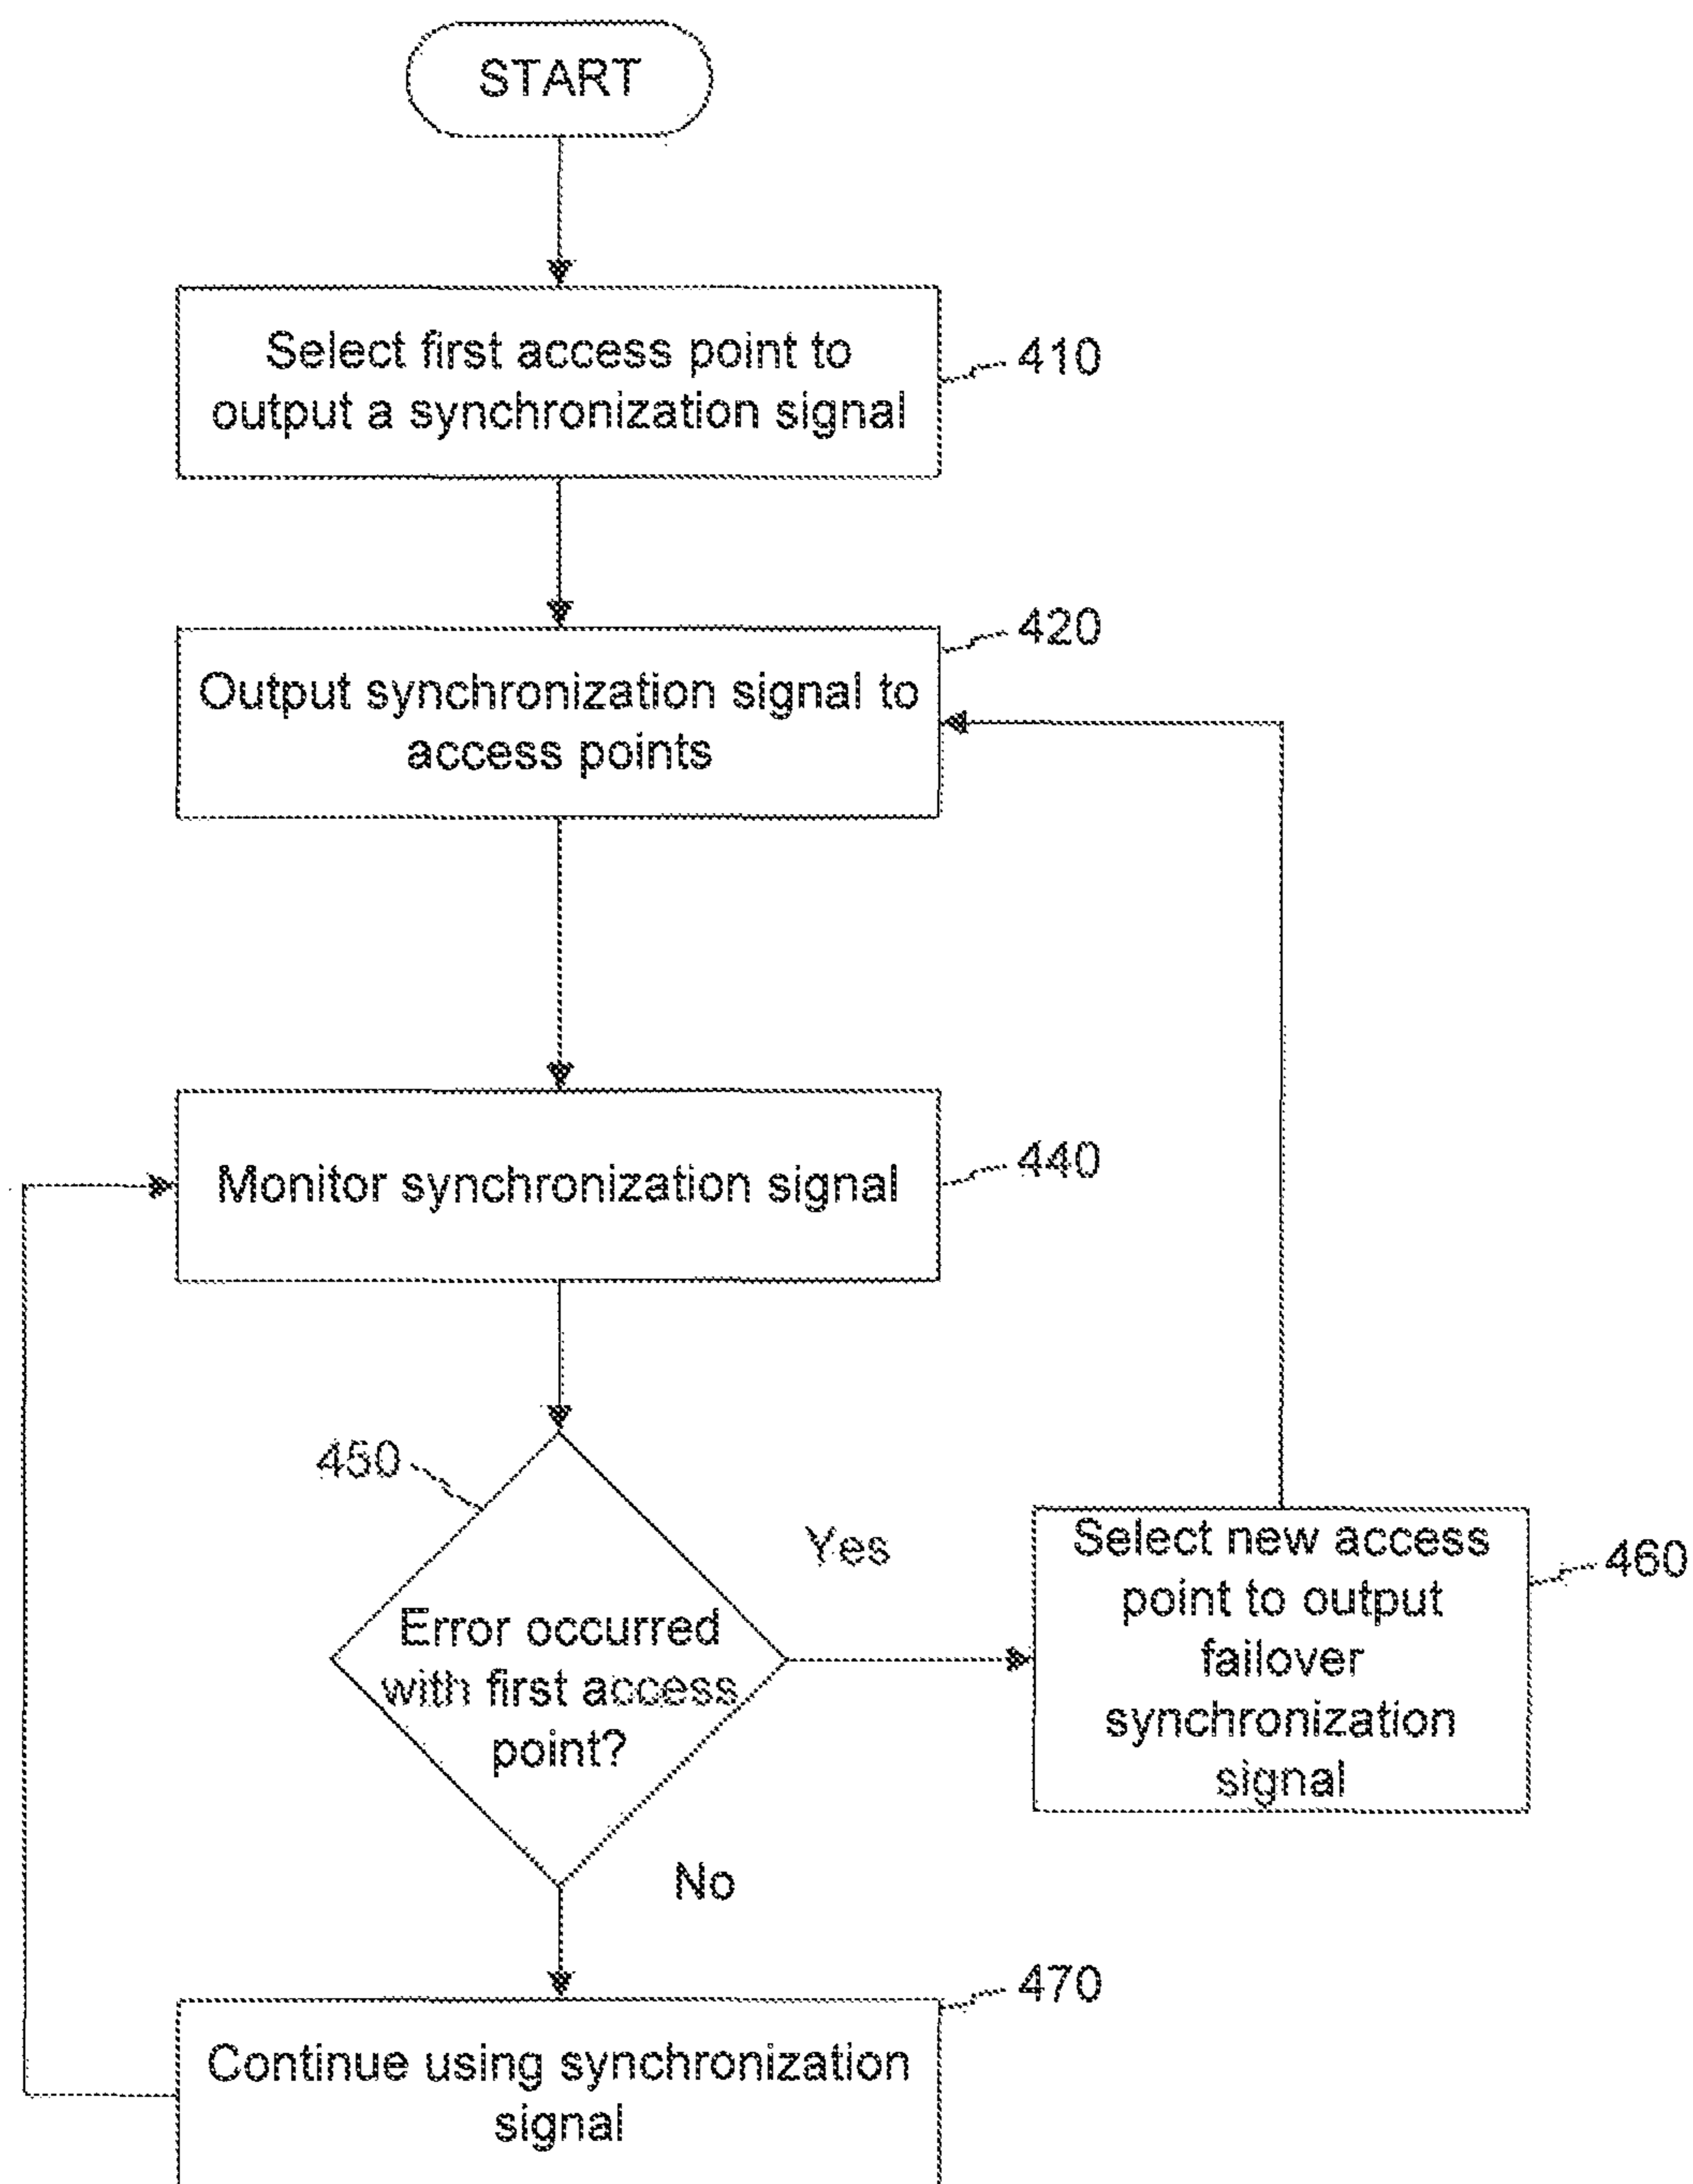 START
Select first access point to
output a synchronization signal
410
420
Output synchronization signal to
access points
Monitor synchronization signal
440
450
Yes
Error occurred
with first access
point?
Select new access
point to output
failover
synchronization
signal
460
No
470
Continue using synchronization
signal